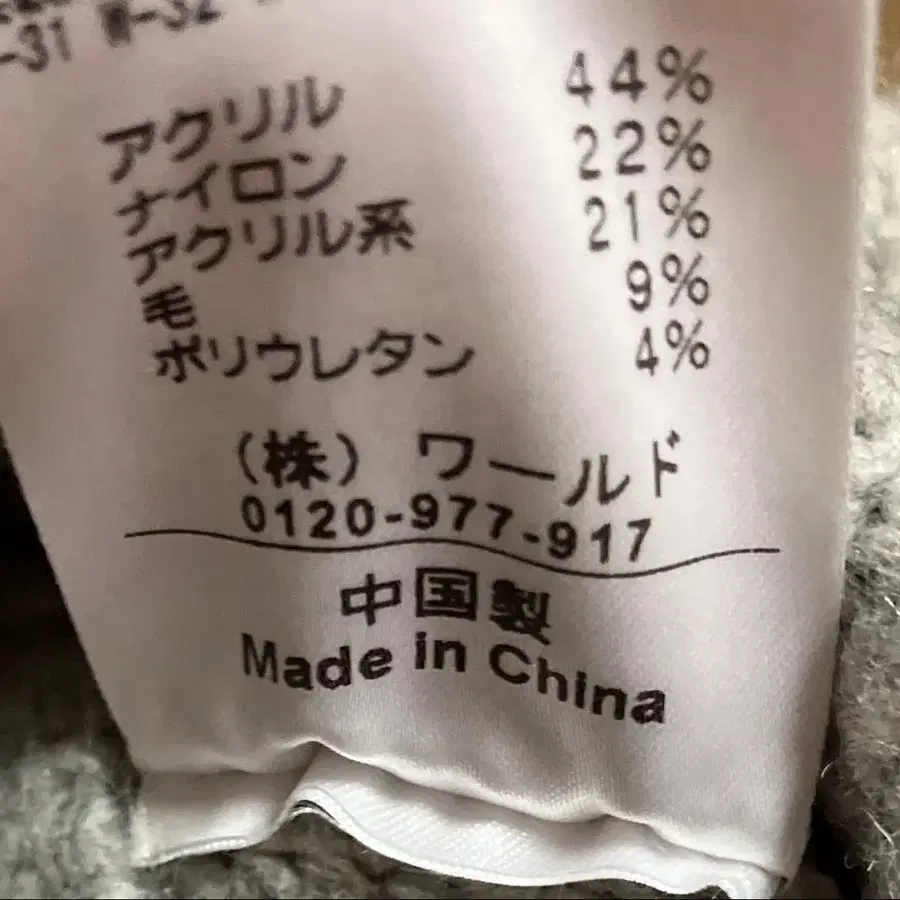 -31 W-32
アクリル 44%
ナイロン 22%
アクリル系 21%
毛 9%
ポリウレタン 4%
（株） ワールド
0120-977-917
中国製
Made in China